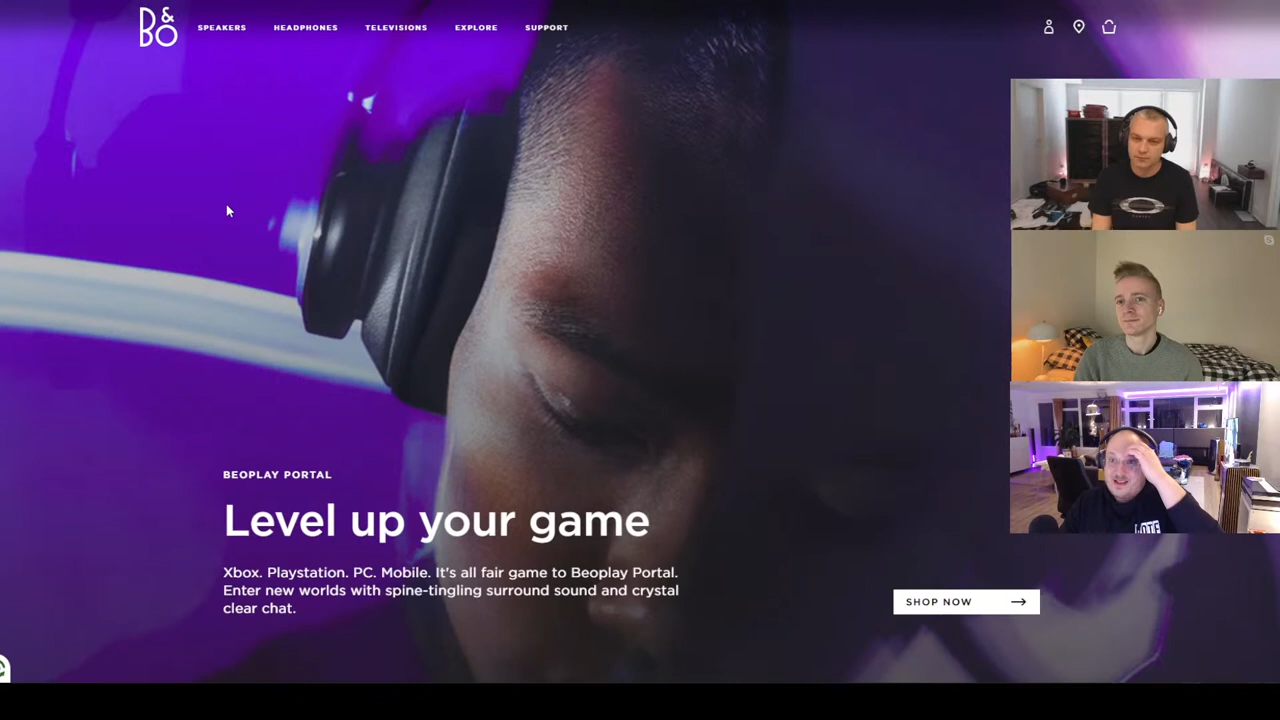 B&O
SPEAKERS
HEADPHONES
TELEVISIONS
EXPLORE
SUPPORT
BEOPLAY PORTAL
Level up your game
Xbox. Playstation. PC. Mobile. It's all fair game to Beoplay Portal.
Enter new worlds with spine-tingling surround sound and crystal
clear chat.
SHOP NOW